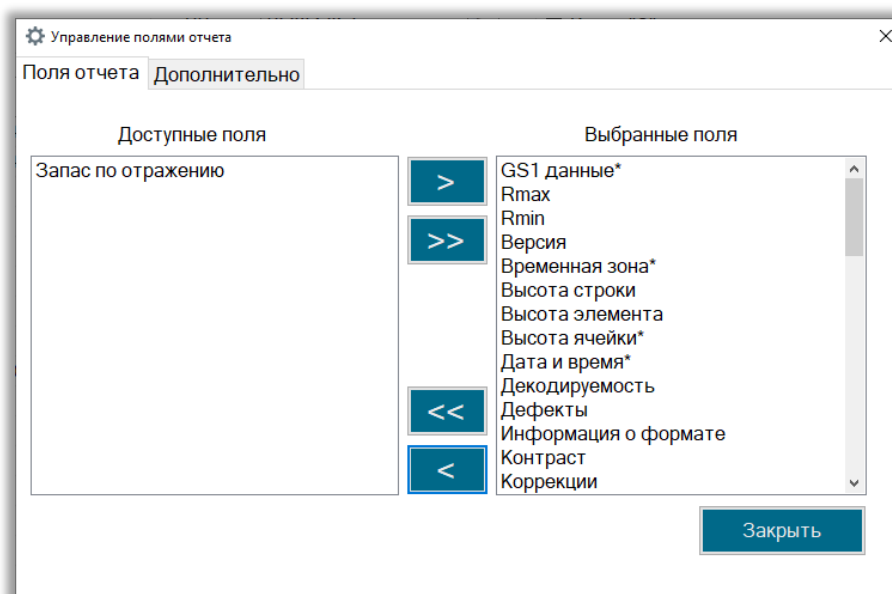 Управление полями отчета
Поля отчета Дополнительно
Доступные поля
Выбранные поля
Запас по отражению
>
>>
<<
<
GS1 данные*
Rmax
Rmin
Версия
Временная зона*
Высота строки
Высота элемента
Высота ячейки*
Дата и время*
Декодируемость
Дефекты
Информация о формате
Контраст
Коррекции
Закрыть